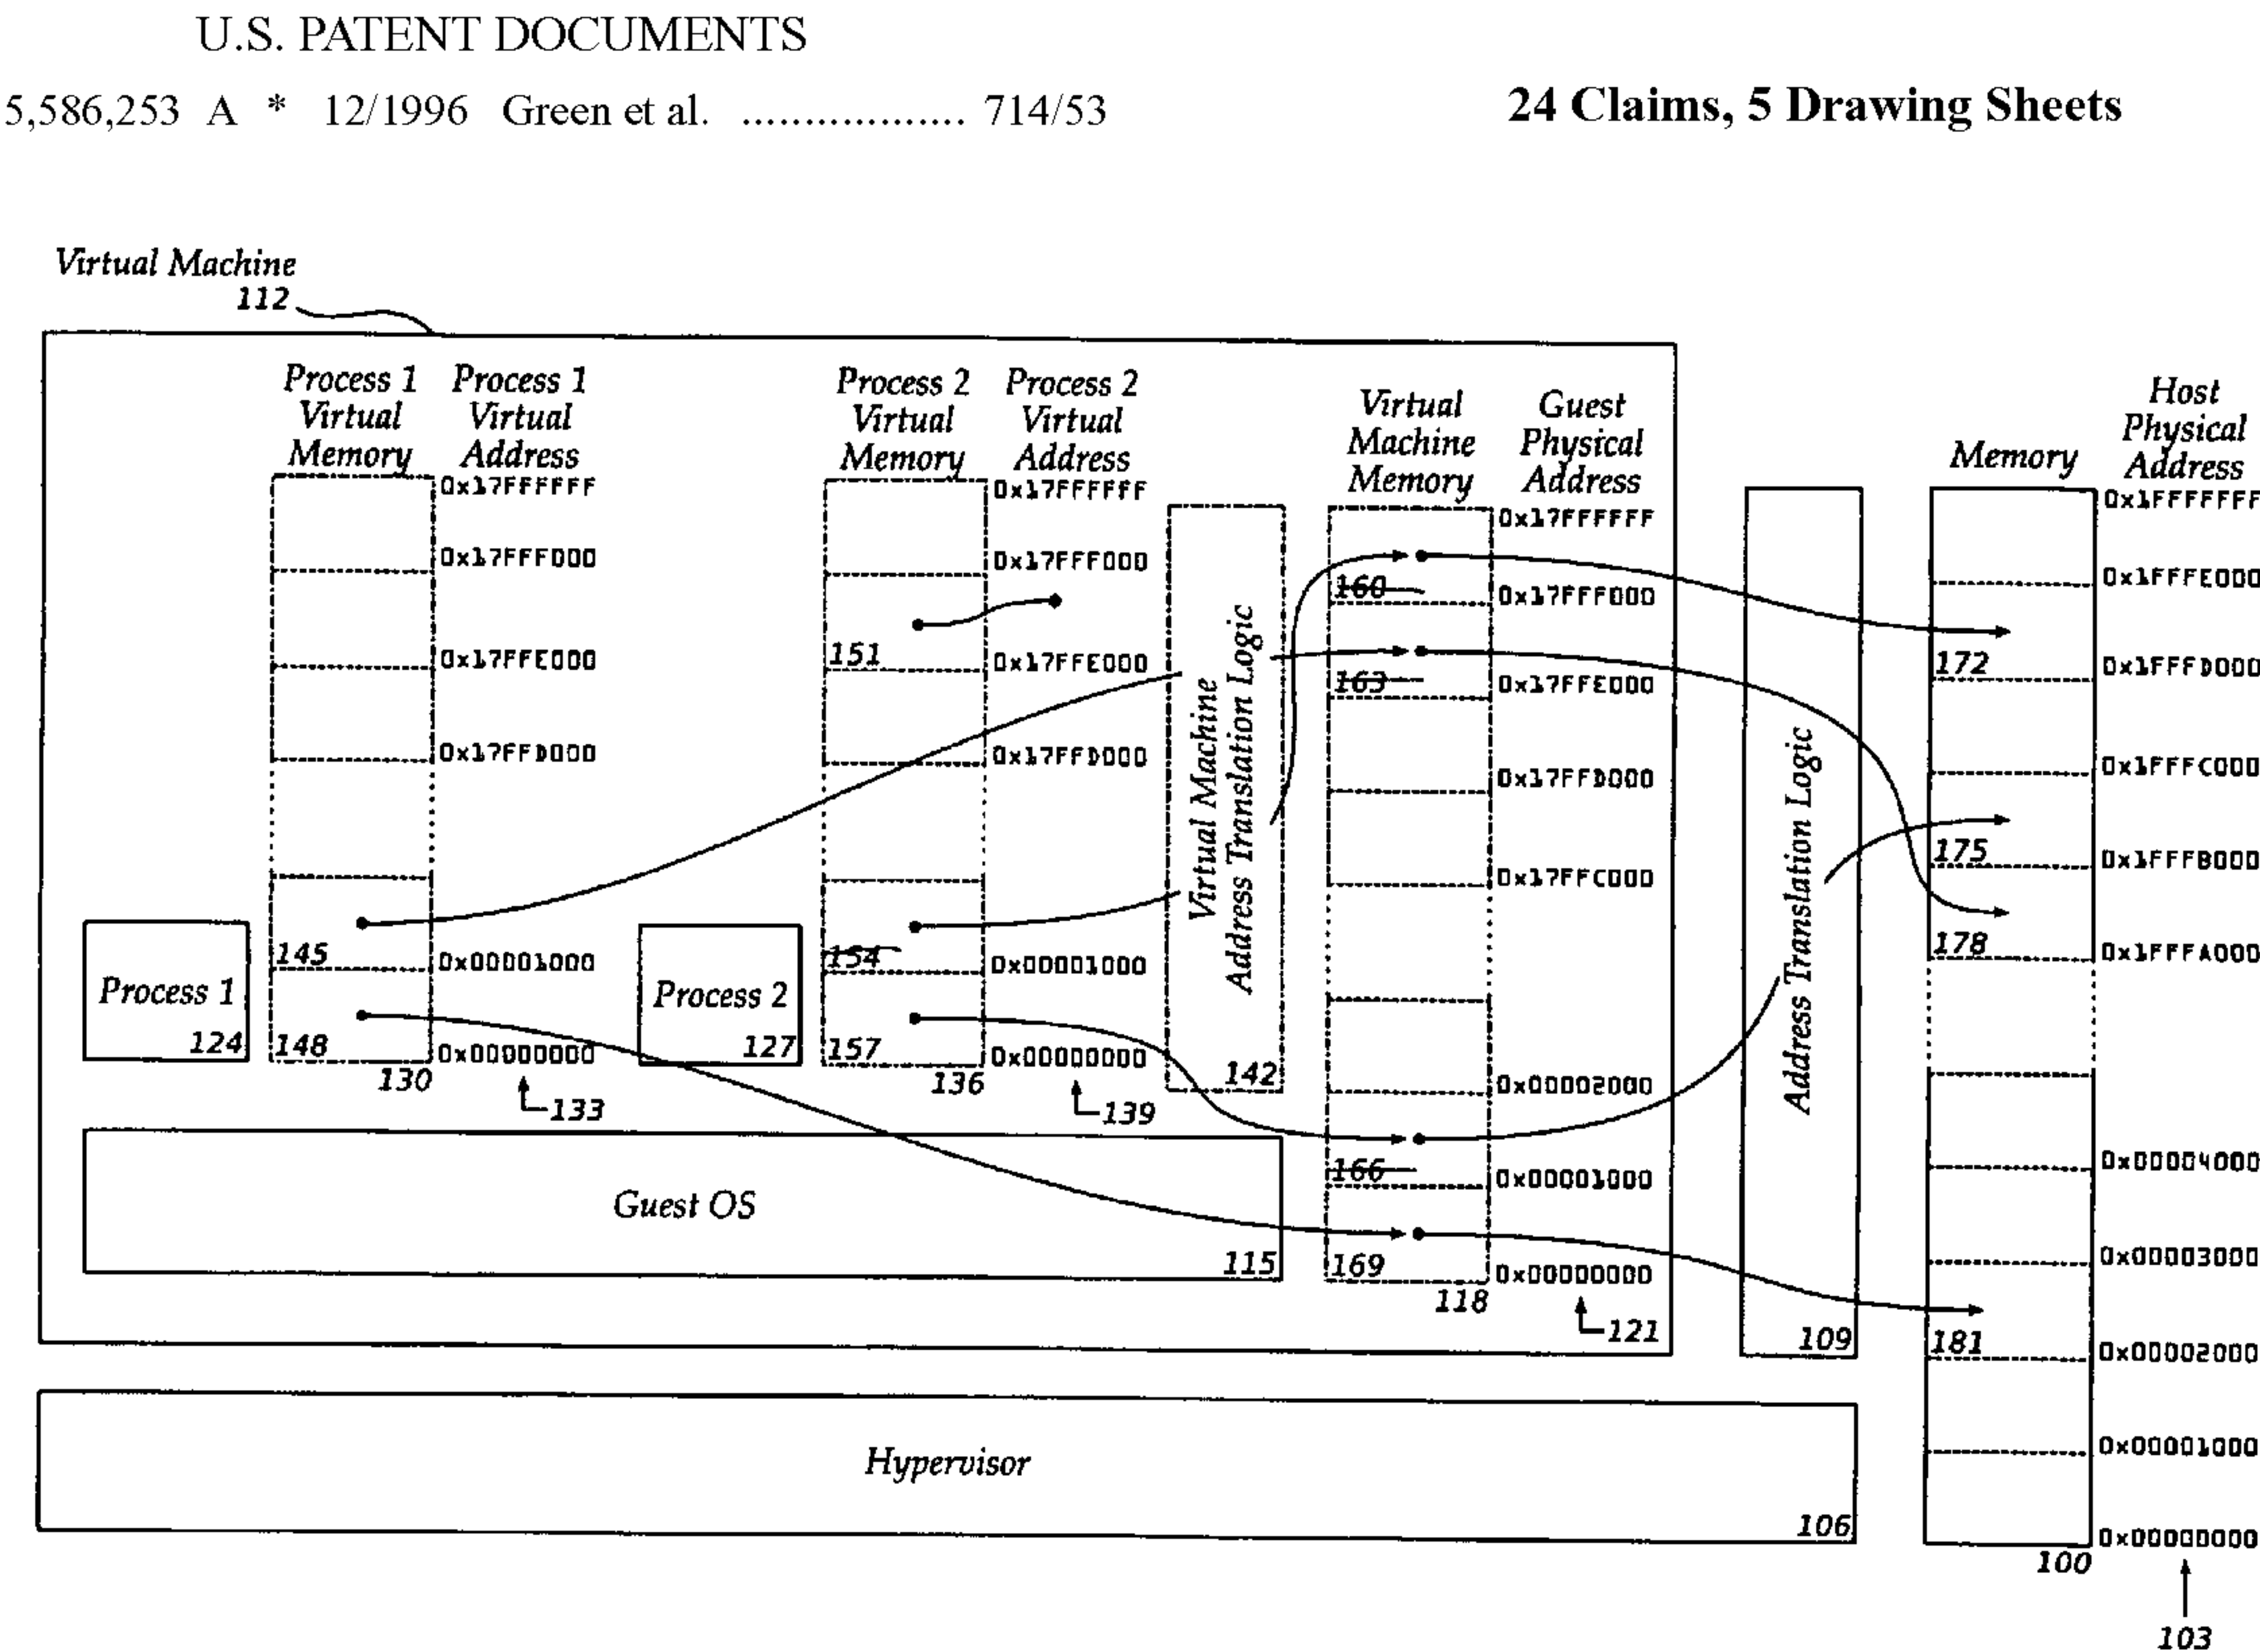 U.S. PATENT DOCUMENTS
5,586,253 A * 12/1996 Green et al. .................. 714/53
24 Claims, 5 Drawing Sheets
Virtual Machine
112
Process 1
Virtual
Memory
Process 1
Virtual
Address
0x17FFFFFF
0x17FFF000
0x17FFE000
0x17FFD000
145
0x00001000
148
0x00000000
130
133
Process 1
124
Process 2
Virtual
Memory
Process 2
Virtual
Address
0x17FFFFFF
0x17FFF000
151
0x17FFE000
0x17FFD000
154
0x00001000
157
0x00000000
136
139
Process 2
127
Virtual Machine
Address Translation Logic
142
Virtual
Machine
Memory
Guest
Physical
Address
0x17FFFFFF
160
0x17FFF000
163
0x17FFE000
0x17FFD000
0x17FFC000
0x00002000
166
0x00001000
169
0x00000000
118
121
Guest OS
115
Address Translation Logic
109
Memory
Host
Physical
Address
0x1FFFFFFF
0x1FFFE000
172
0x1FFFD000
0x1FFFC000
175
0x1FFFB000
178
0x1FFFA000
0x00004000
0x00003000
181
0x00002000
0x00001000
0x00000000
100
103
Hypervisor
106